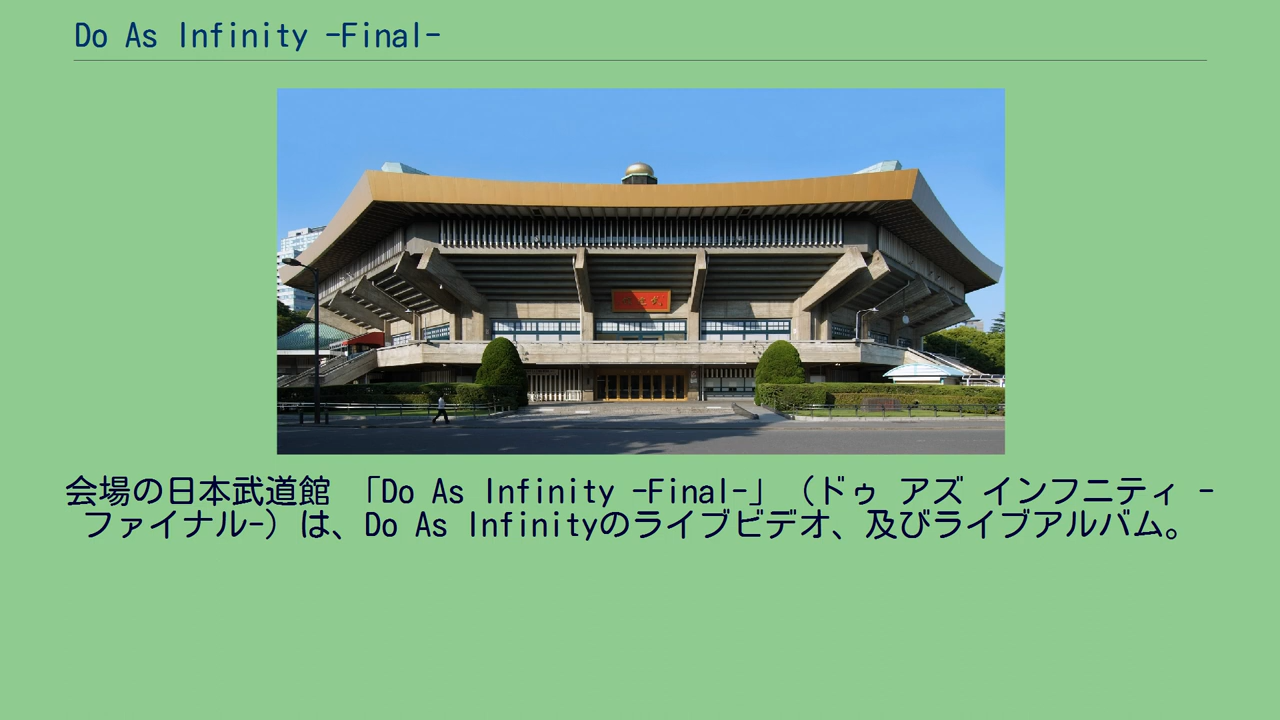 Do As Infinity -Final-
会場の日本武道館 「Do As Infinity -Final-」（ドゥ アズ インフニティ -
ファイナル-）は、Do As Infinityのライブビデオ、及びライブアルバム。